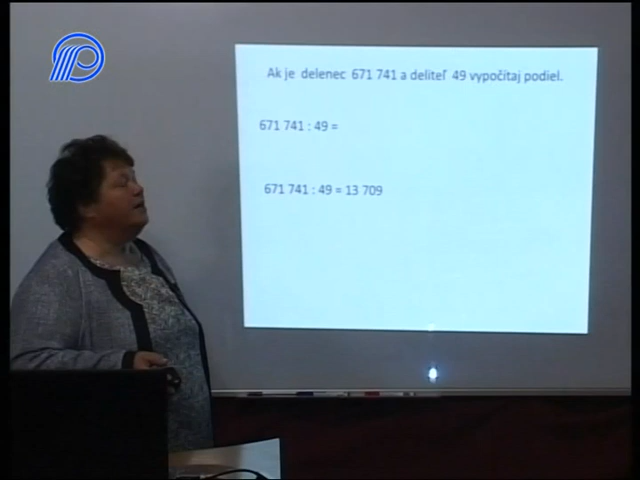 Ak je delenec 671 741 a deliteľ 49 vypočítaj podiel.
671 741 : 49 =
671 741 : 49 = 13 709